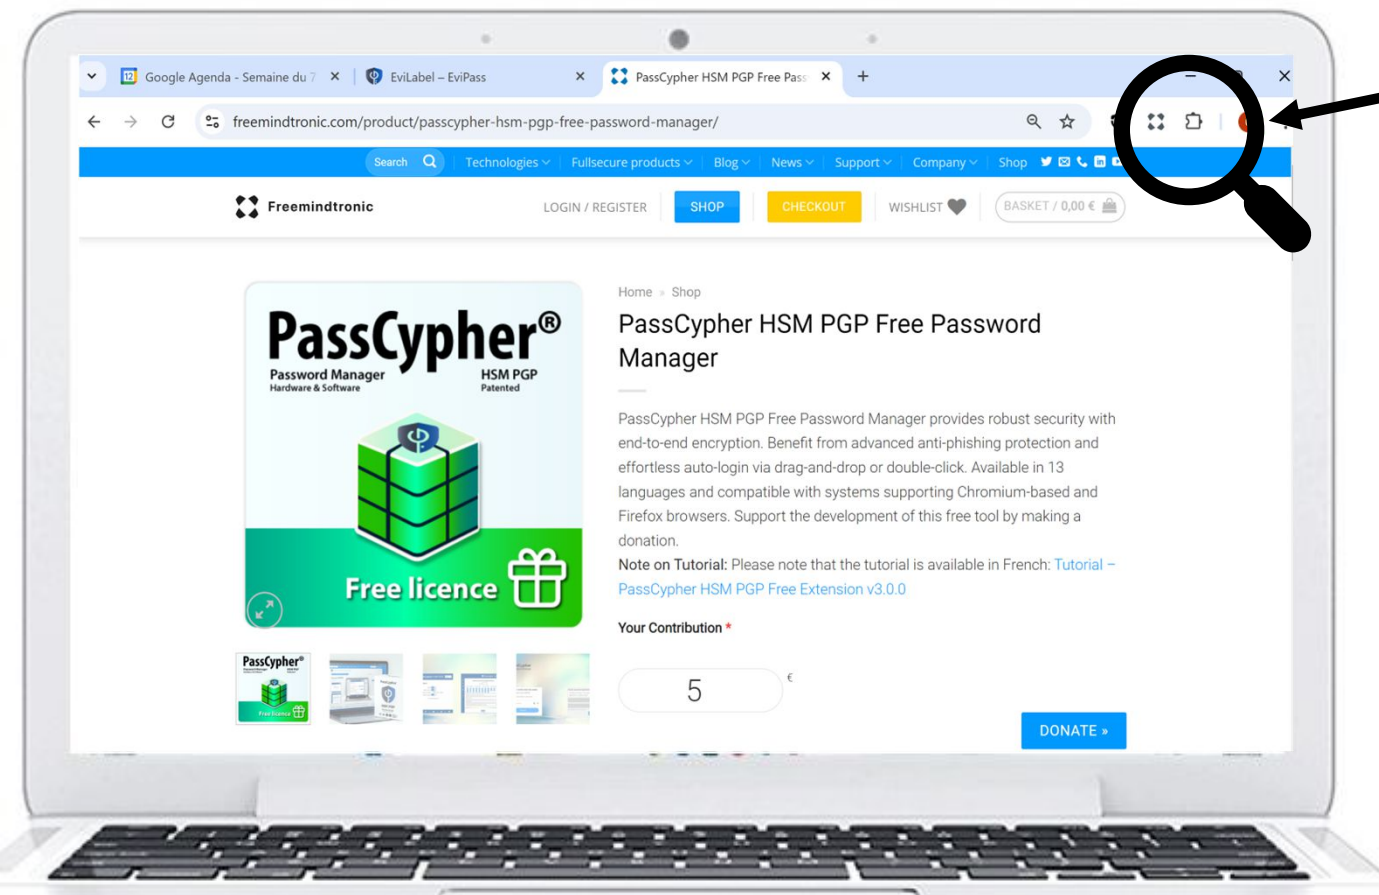 12 Google Agenda - Semaine du 7
EviLabel – EviPass
PassCypher HSM PGP Free Pass
freemindtronic.com/product/passcypher-hsm-pgp-free-password-manager/
Search Technologies Fullsecure products Blog News Support Company Shop
Freemindtronic
LOGIN / REGISTER
SHOP
CHECKOUT
WISHLIST
BASKET / 0,00 €
PassCypher®
Password Manager
Hardware & Software
HSM PGP
Patented
Free licence
Home » Shop
PassCypher HSM PGP Free Password
Manager
PassCypher HSM PGP Free Password Manager provides robust security with
end-to-end encryption. Benefit from advanced anti-phishing protection and
effortless auto-login via drag-and-drop or double-click. Available in 13
languages and compatible with systems supporting Chromium-based and
Firefox browsers. Support the development of this free tool by making a
donation.
Note on Tutorial: Please note that the tutorial is available in French: Tutorial –
PassCypher HSM PGP Free Extension v3.0.0
Your Contribution *
5 €
DONATE »
PassCypher®
Free licence